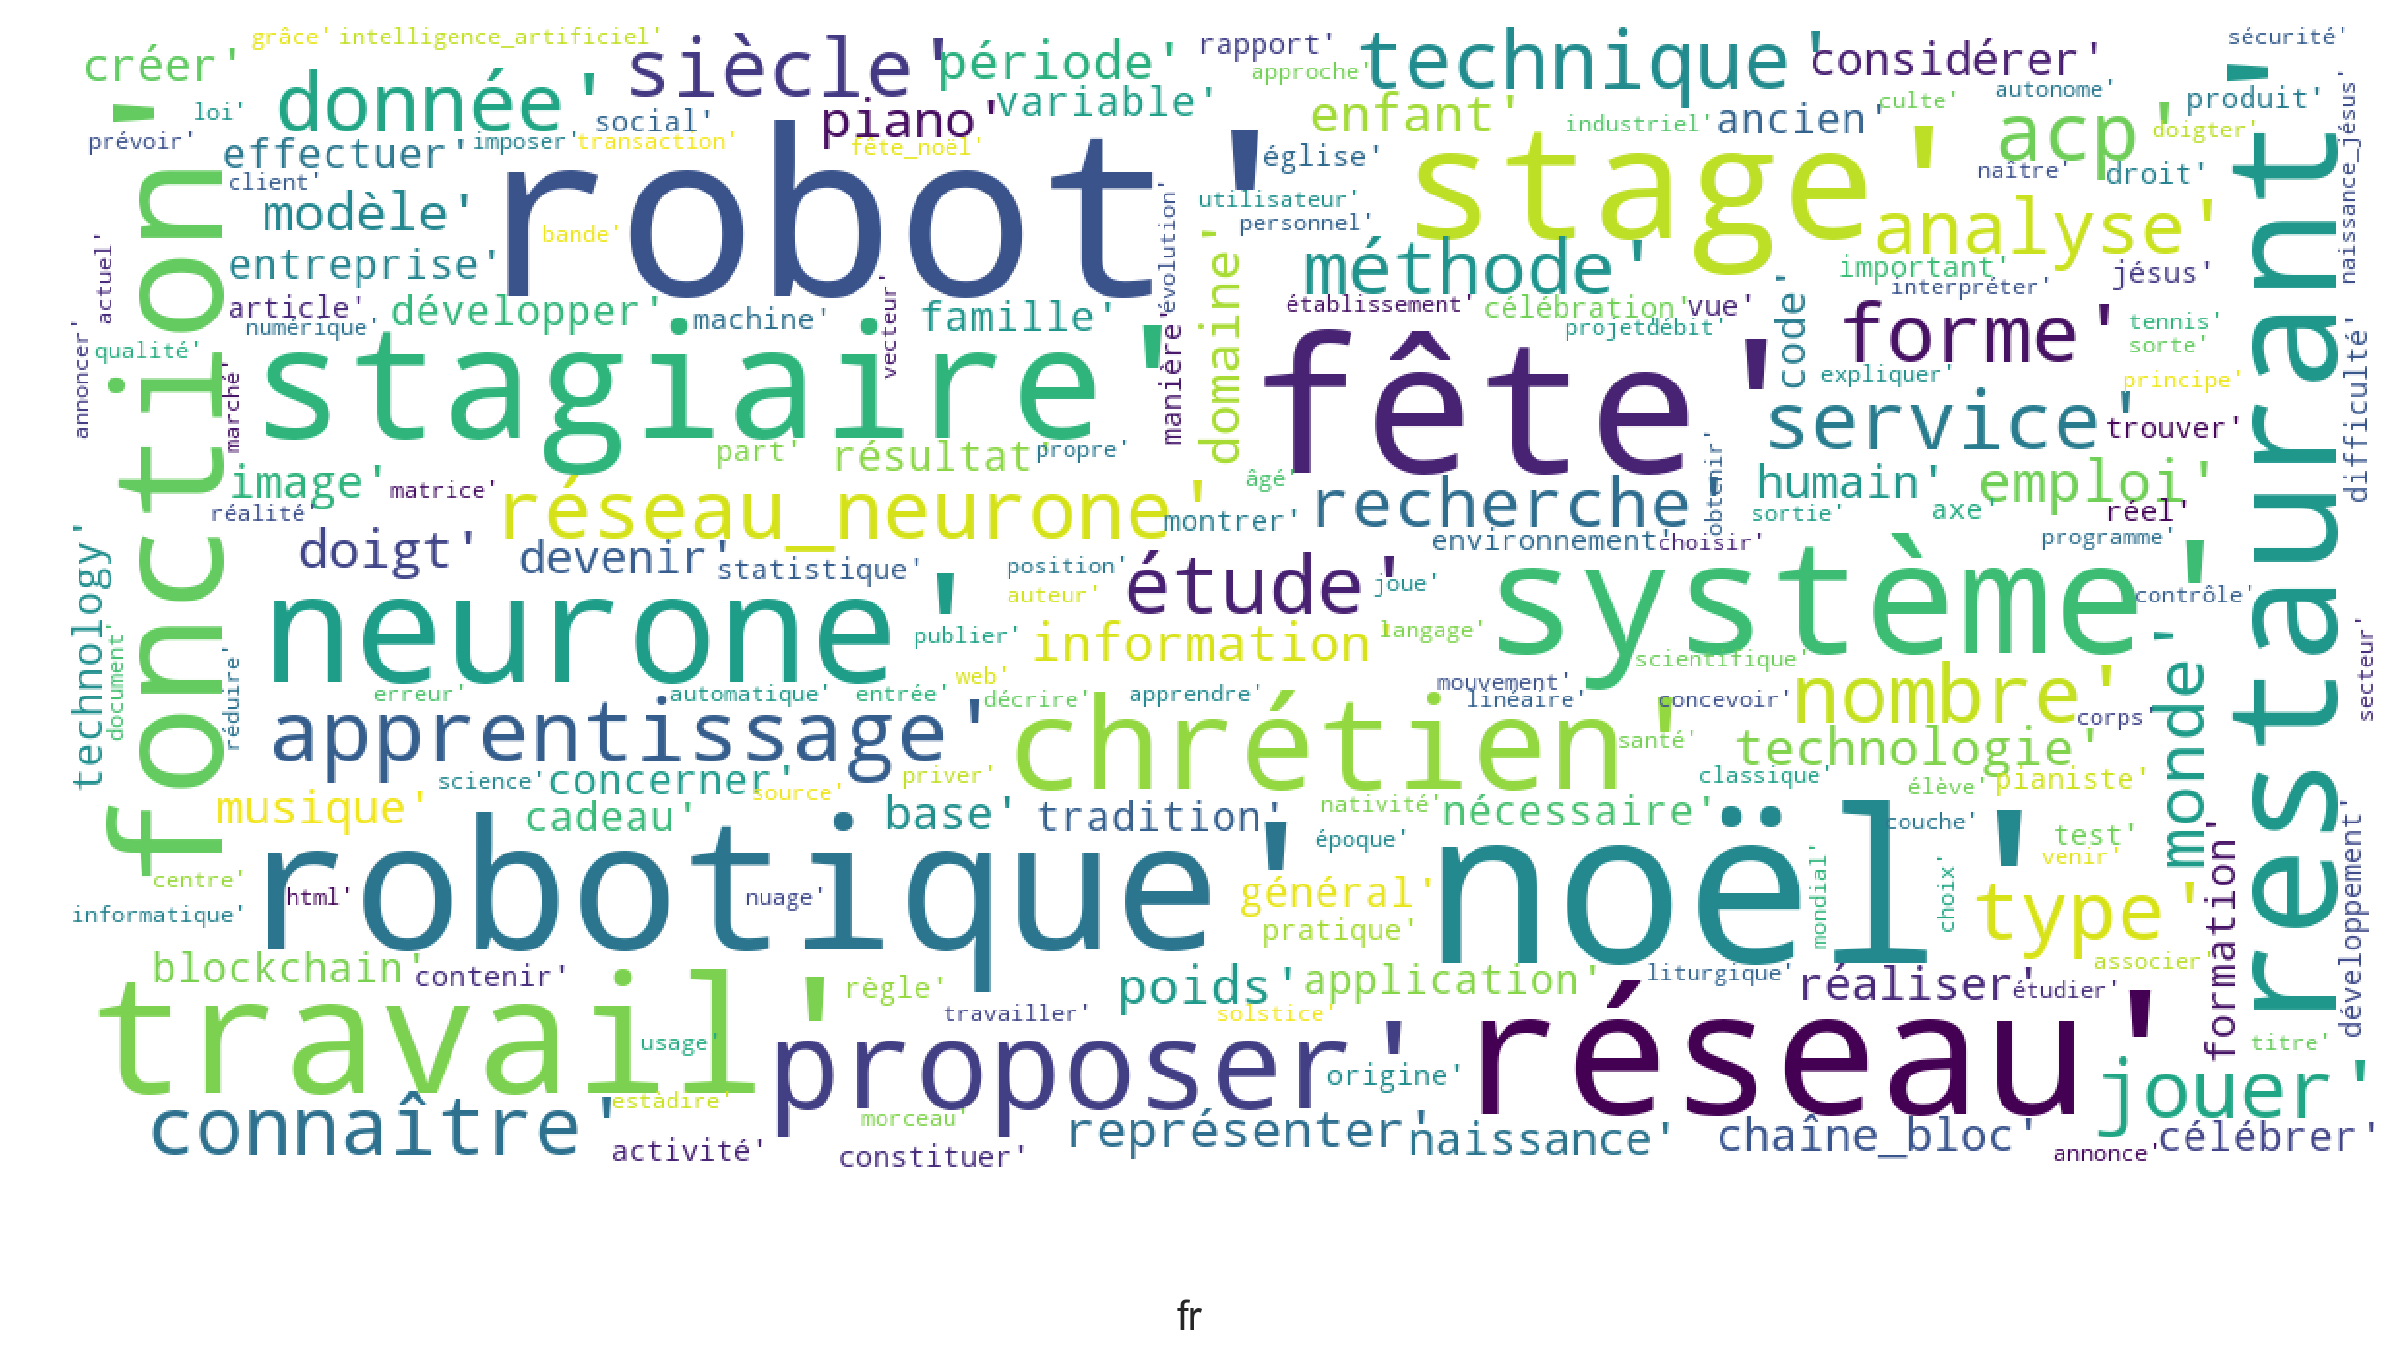 grâce' intelligence_artificiel'
créer' donnée' siècle' période' rapport' technique' considérer' sécurité'
loi' approche' variable' enfant' culte' autonome' produit'
prévoir' social' piano' industriel' ancien' acp' doigter'
effectuer' imposer' transaction' fête_noël' église' naître' droit'
client' robot' stage' utilisateur' naissance_jésus'
modèle' bande' personnel' analyse'
fonction' entreprise' évolution' domaine' méthode' important' jésus' restaurant'
actuel' article' développer' vecteur' établissement' célébration' vue' code' interpréter'
numérique' machine' famille' projetdébit' forme' tennis'
annoncer' qualité' stagiaire' manière' fête' sorte'
marché' expliquer' principe' difficulté'
part' résultat' propre' service' trouver'
image' matrice' réseau_neurone' âgé' recherche' obtenir' humain' emploi'
réalité' montrer' sortie' axe' réel'
technology' doigt' devenir' statistique' environnement' choisir' programme'
neurone' position' étude' joue' système' contrôle'
auteur'
document' publier' information langage' monde' secteur'
réduire' web' scientifique'
erreur' automatique' entrée' décrire' apprendre' mouvement' linéaire' concevoir' nombre' corps'
apprentissage' chrétien' santé' technologie'
science' concerner' priver' classique' élève' pianiste'
musique' cadeau' source' base' tradition' nativité' nécessaire' couche' test'
robotique' époque' noël' venir'
centre' html' nuage' général' mondial' choix' type' formation' développement'
informatique' pratique'
blockchain' contenir' règle' poids' application' liturgique' réaliser' étudier' associer'
travail' travailler' solstice' réseau'
usage' proposer' origine' jouer' titre'
connaître' estàdire' morceau' représenter' naissance' chaîne_bloc' célébrer'
activité' constituer' annonce'
fr